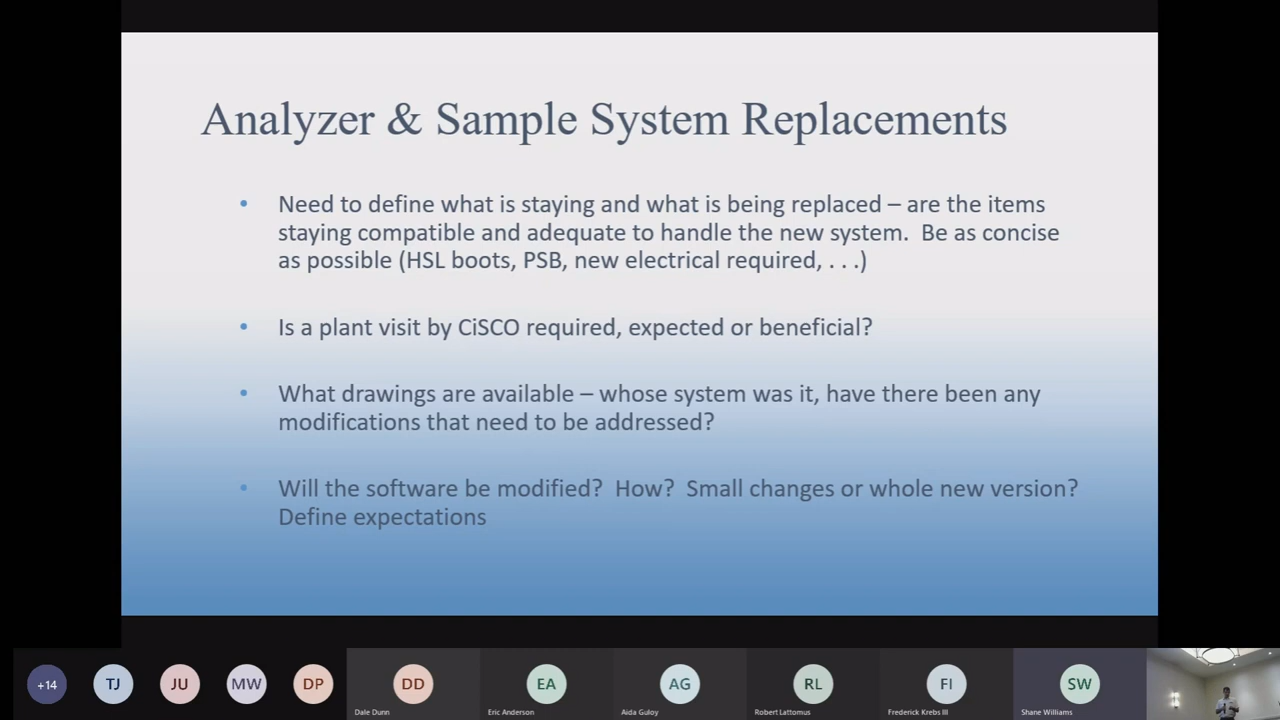 Analyzer & Sample System Replacements
• Need to define what is staying and what is being replaced – are the items
staying compatible and adequate to handle the new system.  Be as concise
as possible (HSL boots, PSB, new electrical required, . . .)
• Is a plant visit by CiSCO required, expected or beneficial?
• What drawings are available – whose system was it, have there been any
modifications that need to be addressed?
• Will the software be modified?  How?  Small changes or whole new version?
Define expectations
+14
TJ
JU
MW
DP
DD
EA
AG
RL
FI
SW
Dale Dunn
Eric Anderson
Aida Guloy
Robert Lattomus
Frederick Krebs III
Shane Williams